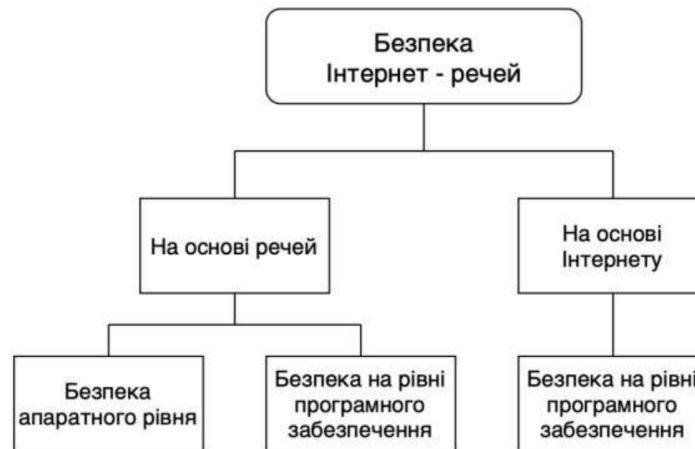 Безпека
Інтернет - речей
На основі речей
На основі
Інтернету
Безпека
апаратного рівня
Безпека на рівні
програмного
забезпечення
Безпека на рівні
програмного
забезпечення